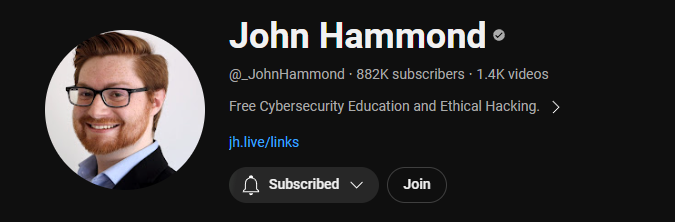 John Hammond
@_JohnHammond · 882K subscribers · 1.4K videos
Free Cybersecurity Education and Ethical Hacking.
jh.live/links
Subscribed Join